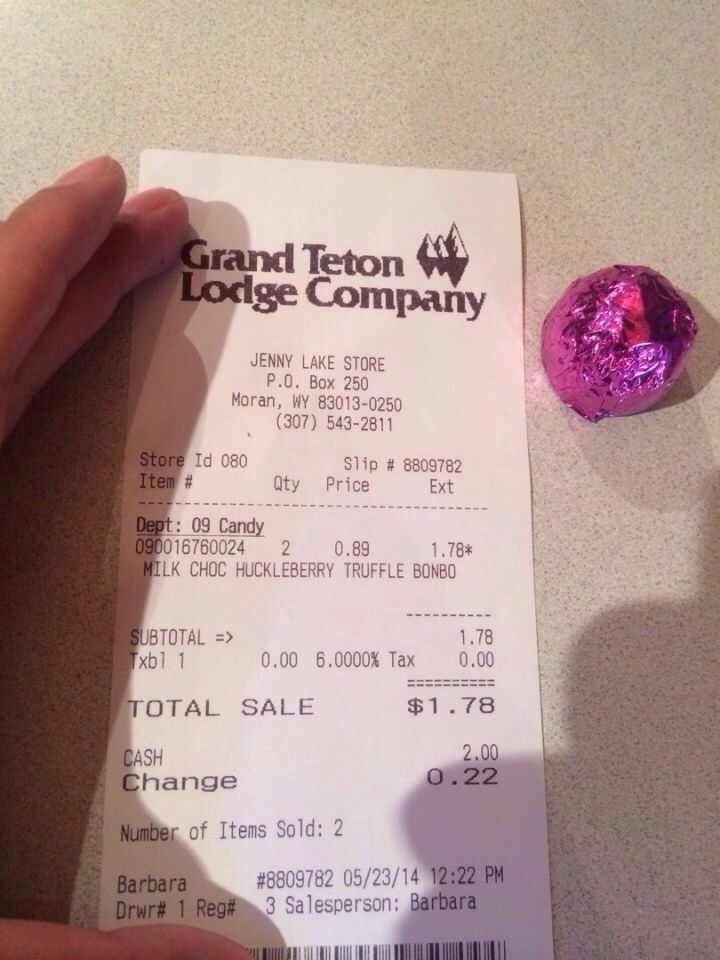 Grand Teton
Lodge Company
JENNY LAKE STORE
P.O. Box 250
Moran, WY 83013-0250
(307) 543-2811
Store Id 080 Slip # 8809782
Item # Qty Price Ext
Dept: 09 Candy
090016760024 2 0.89 1.78*
MILK CHOC HUCKLEBERRY TRUFFLE BONBO
SUBTOTAL => 1.78
Txbl 1 0.00 6.0000% Tax 0.00
TOTAL SALE $1.78
CASH 2.00
Change 0.22
Number of Items Sold: 2
Barbara #8809782 05/23/14 12:22 PM
Drwr# 1 Reg# 3 Salesperson: Barbara